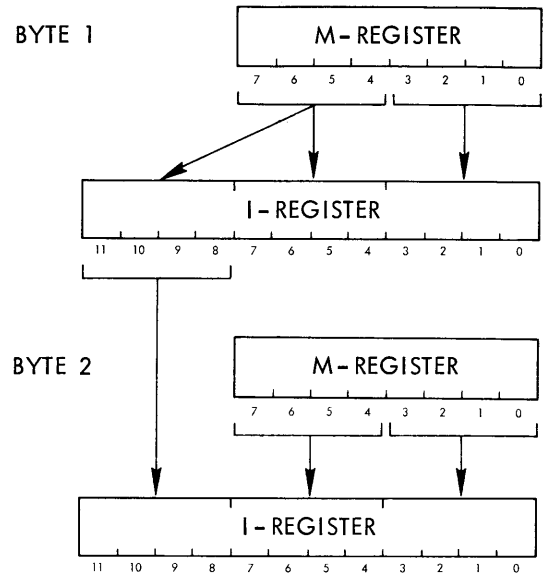 BYTE 1
M-REGISTER
7 6 5 4 3 2 1 0
I-REGISTER
11 10 9 8 7 6 5 4 3 2 1 0
BYTE 2
M-REGISTER
7 6 5 4 3 2 1 0
I-REGISTER
11 10 9 8 7 6 5 4 3 2 1 0